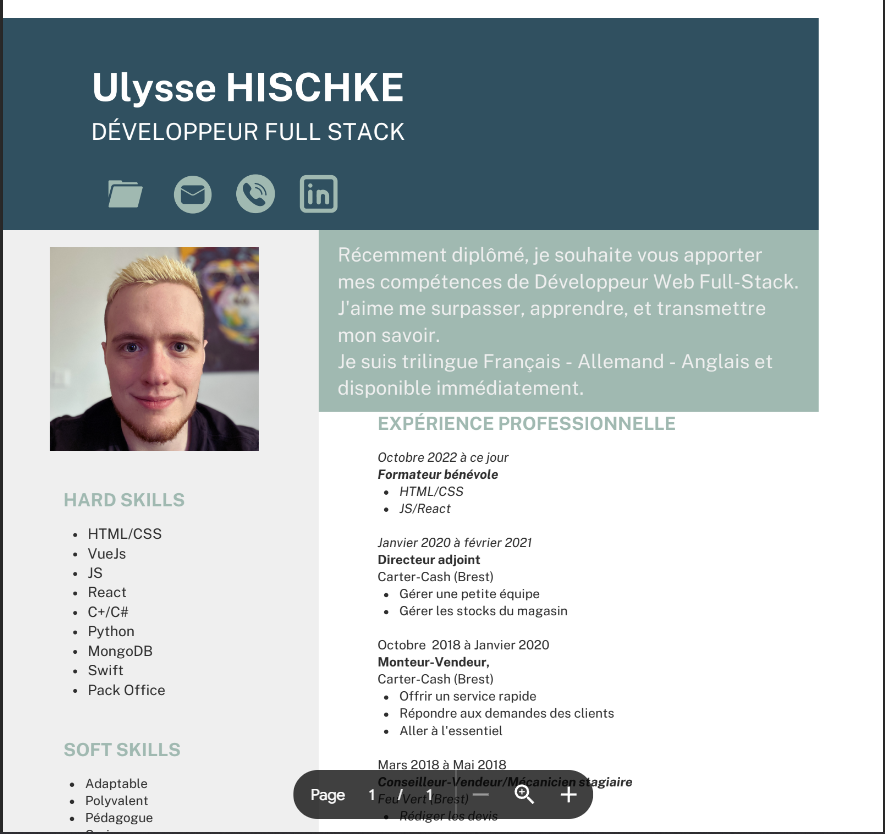 Ulysse HISCHKE
DÉVELOPPEUR FULL STACK
in
Récemment diplômé, je souhaite vous apporter
mes compétences de Développeur Web Full-Stack.
J'aime me surpasser, apprendre, et transmettre
mon savoir.
Je suis trilingue Français - Allemand - Anglais et
disponible immédiatement.
HARD SKILLS
• HTML/CSS
• VueJs
• JS
• React
• C+/C#
• Python
• MongoDB
• Swift
• Pack Office
SOFT SKILLS
• Adaptable
• Polyvalent
• Pédagogue
EXPÉRIENCE PROFESSIONNELLE
Octobre 2022 à ce jour
Formateur bénévole
• HTML/CSS
• JS/React
Janvier 2020 à février 2021
Directeur adjoint
Carter-Cash (Brest)
• Gérer une petite équipe
• Gérer les stocks du magasin
Octobre 2018 à Janvier 2020
Monteur-Vendeur,
Carter-Cash (Brest)
• Offrir un service rapide
• Répondre aux demandes des clients
• Aller à l'essentiel
Mars 2018 à Mai 2018
Conseilleur-Vendeur/Mécanicien stagiaire
Feu Vert (Brest)
• Rédiger les devis
Page 1 / 1